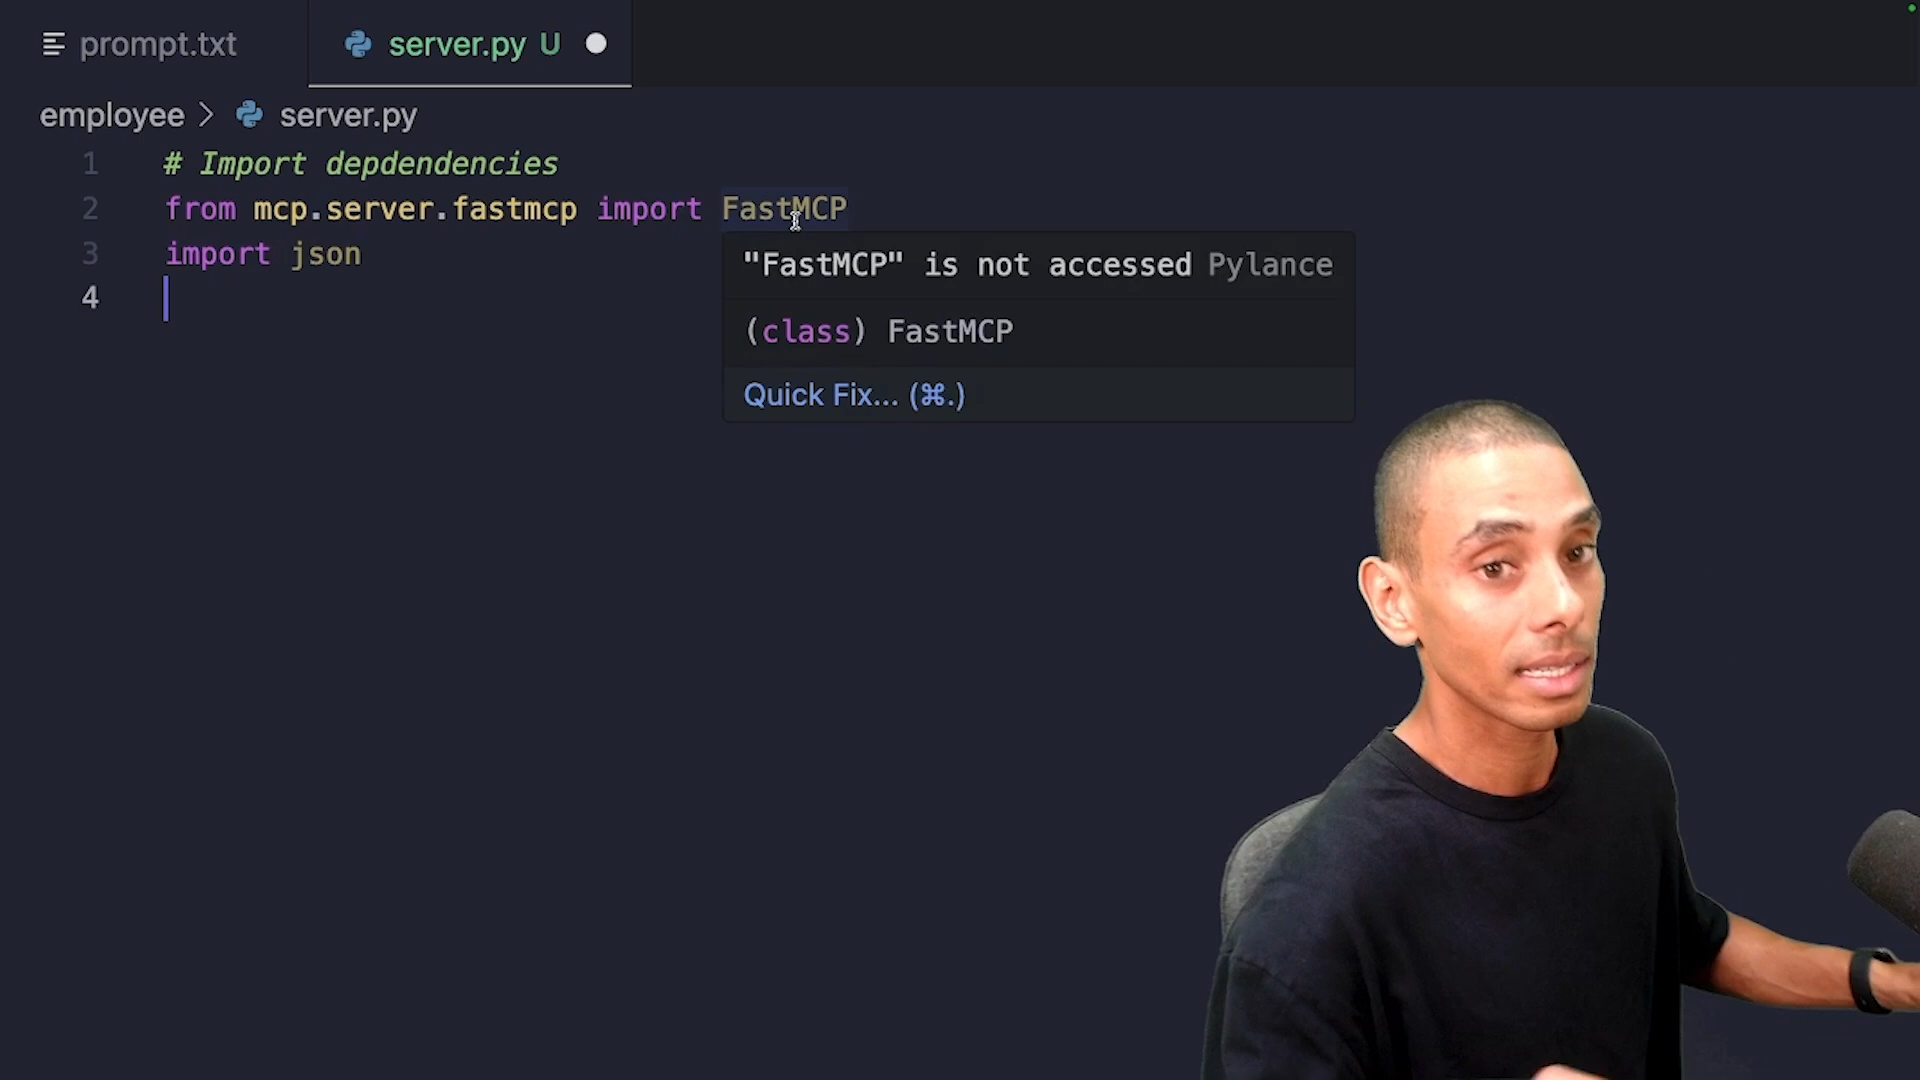 prompt.txt
server.py U
employee > server.py
1 # Import depdendencies
2 from mcp.server.fastmcp import FastMCP
3 import json
4
"FastMCP" is not accessed Pylance
(class) FastMCP
Quick Fix... (⌘.)